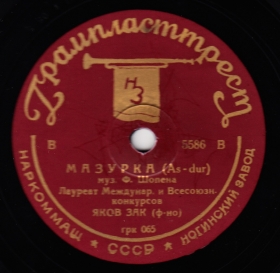 Грампласттрест
НЗ
В 5586 В
МАЗУРКА (As-dur)
муз. Ф. Шопена
Лауреат Междунар. и Всесоюзн.
конкурсов
ЯКОВ ЗАК (ф-но)
грк 065
НАРКОММАШ ★ СССР ★ НОГИНСКИЙ ЗАВОД